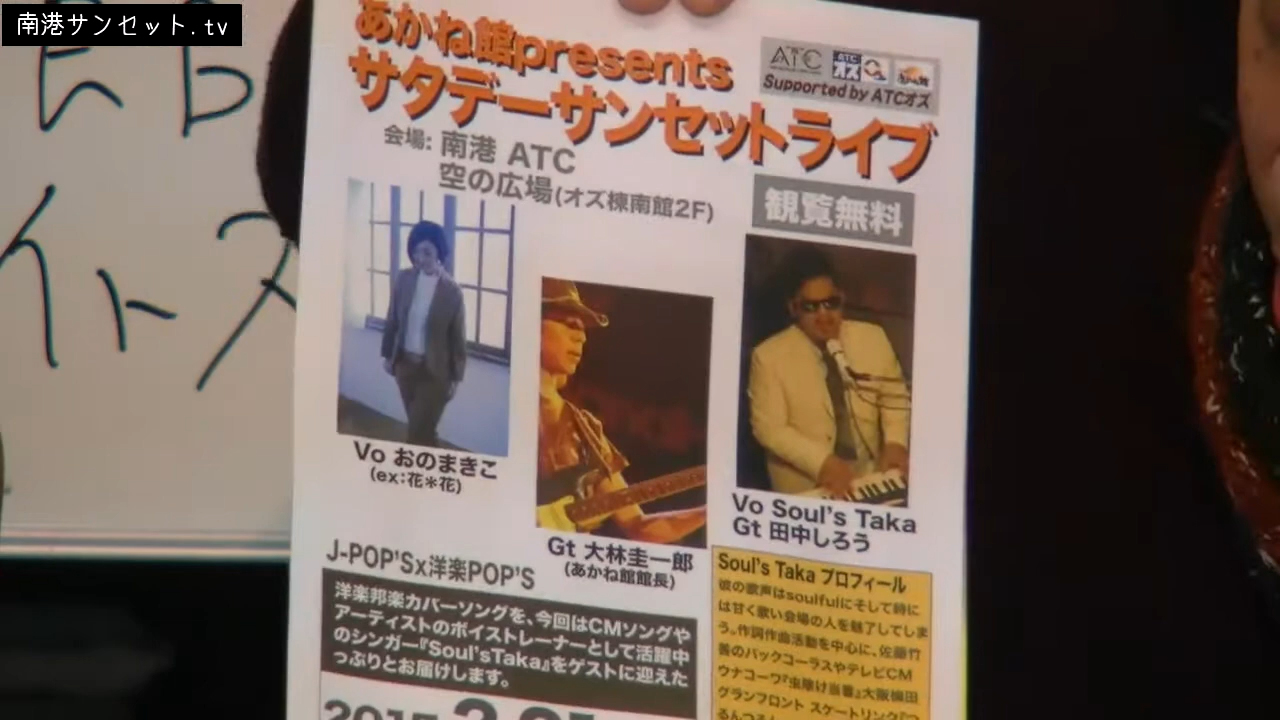 南港サンセット.tv
あかね館presents
サタデーサンセットライブ
ATC
ATC
オズ
Supported by ATCオズ
会場: 南港 ATC
空の広場(オズ棟南館2F)
観覧無料
Vo おのまきこ
(ex:花＊花)
Gt 大林圭一郎
(あかね館館長)
Vo Soul's Taka
Gt 田中しろう
J-POP'Sx洋楽POP'S
洋楽邦楽カバーソングを、今回はCMソングや
アーティストのボイストレーナーとして活躍中
のシンガー『Soul'sTaka』をゲストに迎えた
っぷりとお届けします。
Soul's Taka プロフィール
彼の歌声はsoulfulにそして時に
は甘く歌い会場の人を魅了してしま
う。作詞作曲活動を中心に、佐藤竹
善のバックコーラスやテレビCM
ウナコーワ『虫除け当番』大阪梅田
グランフロント スケートリンク『つ
るんつるん
イトス